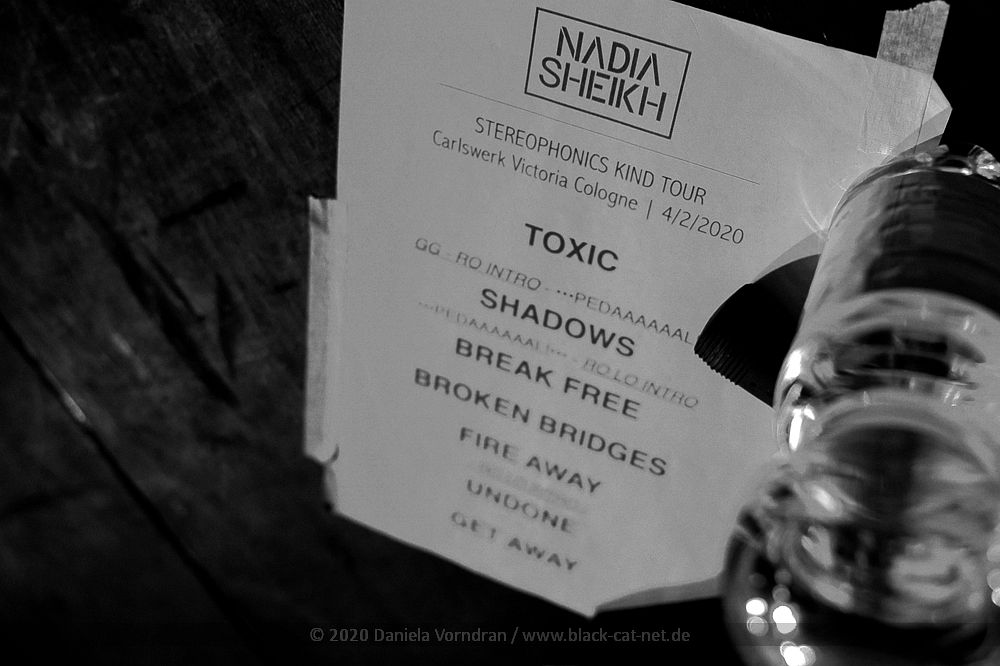 NADIA
SHEIKH
STEREOPHONICS KIND TOUR
Carlswerk Victoria Cologne | 4/2/2020
TOXIC
GG - RO INTRO - ***PEDAAAAAAL
SHADOWS
***PEDAAAAAAL!*** - RO LO INTRO
BREAK FREE
BROKEN BRIDGES
FIRE AWAY
UNDONE
GET AWAY
© 2020 Daniela Vorndran / www.black-cat-net.de